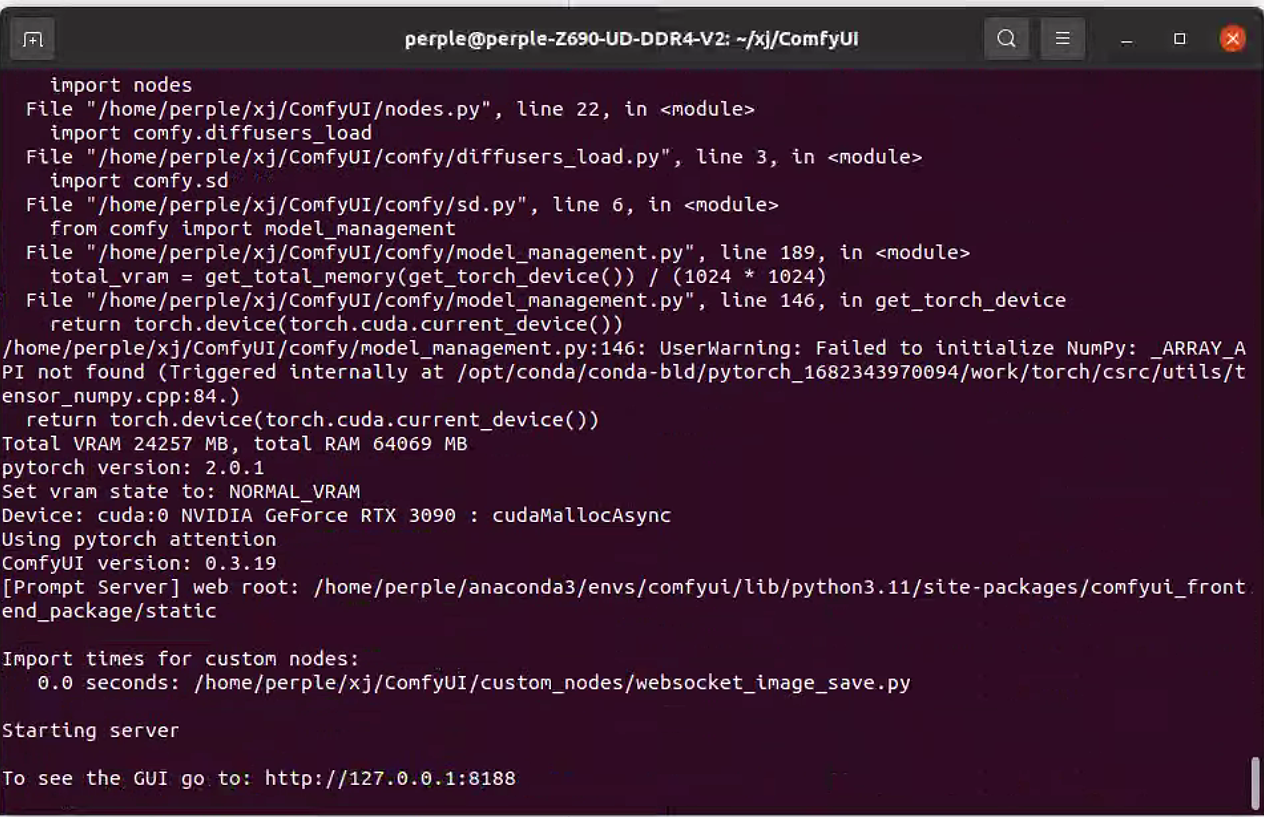 perple@perple-Z690-UD-DDR4-V2: ~/xj/ComfyUI
import nodes
File "/home/perple/xj/ComfyUI/nodes.py", line 22, in <module>
import comfy.diffusers_load
File "/home/perple/xj/ComfyUI/comfy/diffusers_load.py", line 3, in <module>
import comfy.sd
File "/home/perple/xj/ComfyUI/comfy/sd.py", line 6, in <module>
from comfy import model_management
File "/home/perple/xj/ComfyUI/comfy/model_management.py", line 189, in <module>
total_vram = get_total_memory(get_torch_device()) / (1024 * 1024)
File "/home/perple/xj/ComfyUI/comfy/model_management.py", line 146, in get_torch_device
return torch.device(torch.cuda.current_device())
/home/perple/xj/ComfyUI/comfy/model_management.py:146: UserWarning: Failed to initialize NumPy: _ARRAY_A
PI not found (Triggered internally at /opt/conda/conda-bld/pytorch_1682343970094/work/torch/csrc/utils/t
ensor_numpy.cpp:84.)
return torch.device(torch.cuda.current_device())
Total VRAM 24257 MB, total RAM 64069 MB
pytorch version: 2.0.1
Set vram state to: NORMAL_VRAM
Device: cuda:0 NVIDIA GeForce RTX 3090 : cudaMallocAsync
Using pytorch attention
ComfyUI version: 0.3.19
[Prompt Server] web root: /home/perple/anaconda3/envs/comfyui/lib/python3.11/site-packages/comfyui_front
end_package/static
Import times for custom nodes:
0.0 seconds: /home/perple/xj/ComfyUI/custom_nodes/websocket_image_save.py
Starting server
To see the GUI go to: http://127.0.0.1:8188